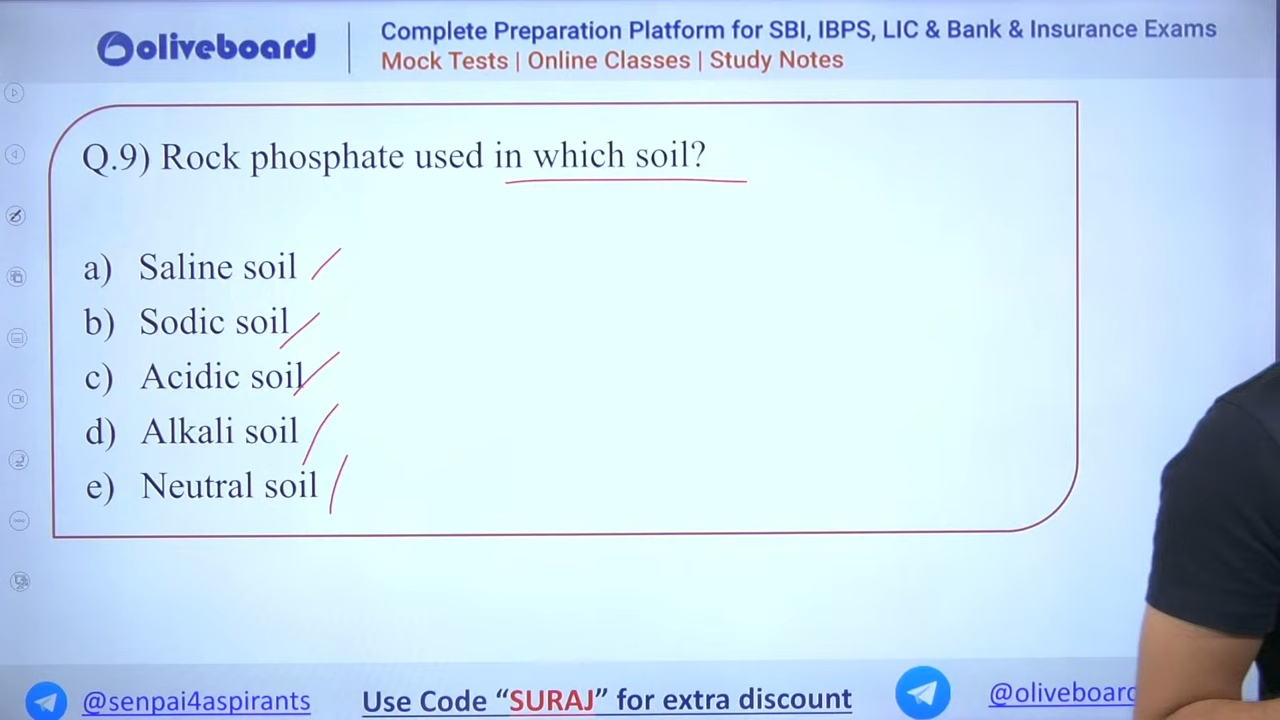 oliveboard
Complete Preparation Platform for SBI, IBPS, LIC & Bank & Insurance Exams
Mock Tests | Online Classes | Study Notes
Q.9) Rock phosphate used in which soil?
a) Saline soil
b) Sodic soil
c) Acidic soil
d) Alkali soil
e) Neutral soil
@senpai4aspirants
Use Code “SURAJ” for extra discount
@oliveboard